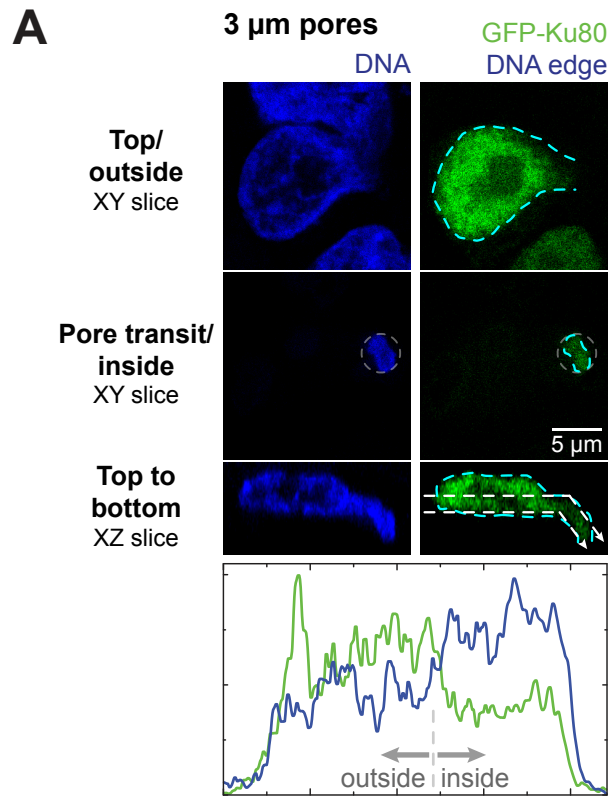 A
3 µm pores
GFP-Ku80
DNA
DNA edge
Top/
outside
XY slice
Pore transit/
inside
XY slice
5 µm
Top to
bottom
XZ slice
outside
inside